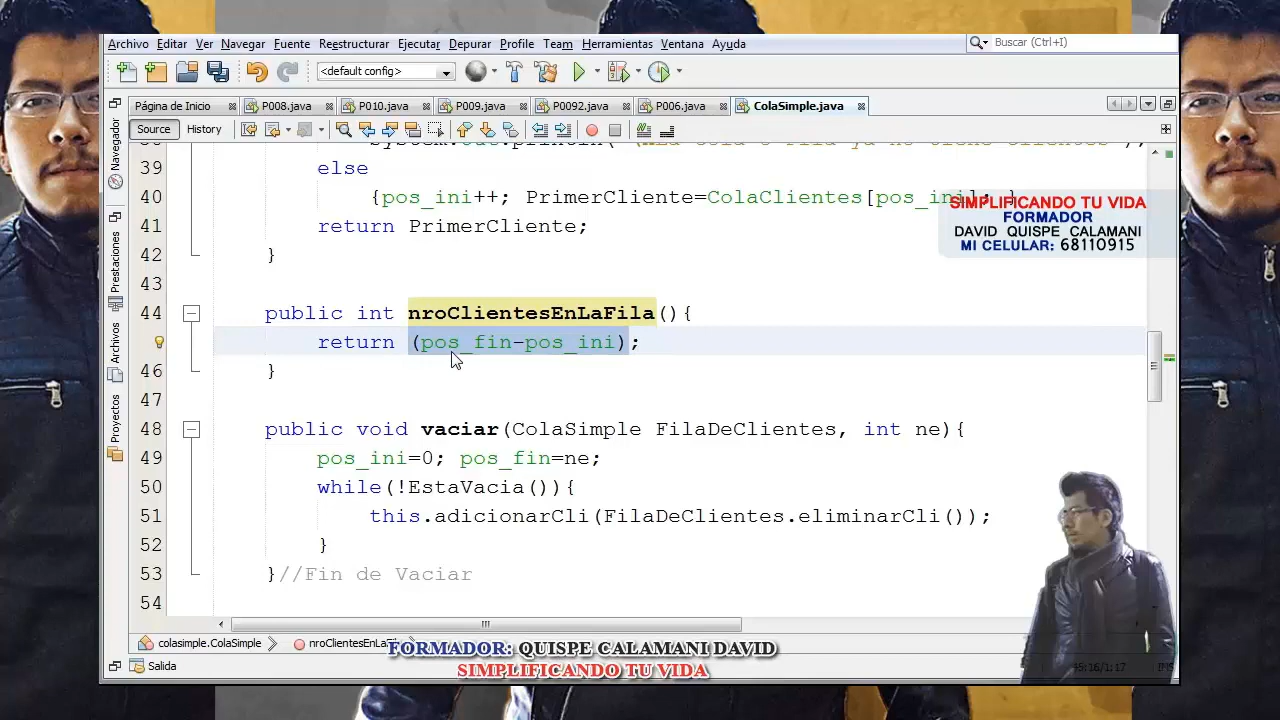 Archivo Editar Ver Navegar Fuente Reestructurar Ejecutar Depurar Profile Team Herramientas Ventana Ayuda
Buscar (Ctrl+I)
<default config>
Página de Inicio P008.java P010.java P009.java P0092.java P006.java ColaSimple.java
Source History
Navegador
Prestaciones
Archivos
Proyectos
39 else
40 {pos_ini++; PrimerCliente=ColaClientes[pos_ini]; }
41 return PrimerCliente;
42 }
43
44 public int nroClientesEnLaFila(){
return (pos_fin-pos_ini);
46 }
47
48 public void vaciar(ColaSimple FilaDeClientes, int ne){
49 pos_ini=0; pos_fin=ne;
50 while(!EstaVacia()){
51 this.adicionarCli(FilaDeClientes.eliminarCli());
52 }
53 }//Fin de Vaciar
54
SIMPLIFICANDO TU VIDA
FORMADOR
DAVID QUISPE CALAMANI
MI CELULAR: 68110915
colasimple.ColaSimple
FORMADOR: QUISPE CALAMANI DAVID
SIMPLIFICANDO TU VIDA
Salida